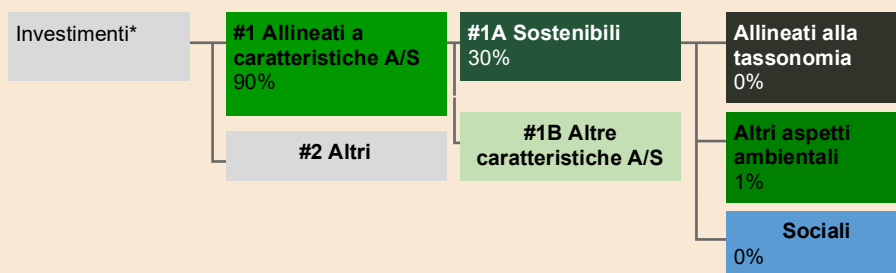 Investimenti*
#1 Allineati a
caratteristiche A/S
90%
#2 Altri
#1A Sostenibili
30%
#1B Altre
caratteristiche A/S
Allineati alla
tassonomia
0%
Altri aspetti
ambientali
1%
Sociali
0%